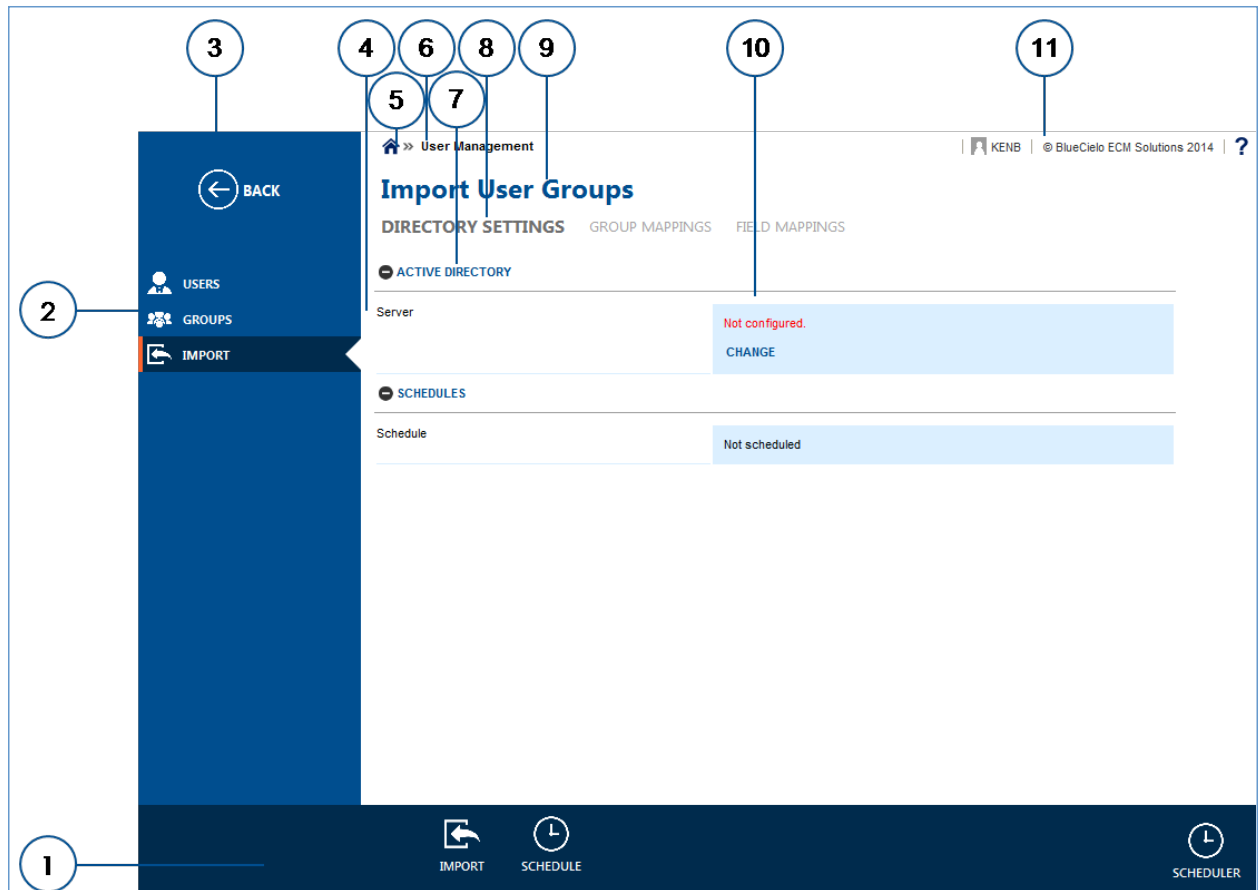 3 4 6 8 9 10 11
5 7
» User Management
KENB | © BlueCielo ECM Solutions 2014 | ?
BACK
Import User Groups
DIRECTORY SETTINGS GROUP MAPPINGS FIELD MAPPINGS
ACTIVE DIRECTORY
USERS
2
GROUPS
IMPORT
Server
Not configured.
CHANGE
SCHEDULES
Schedule
Not scheduled
1
IMPORT SCHEDULE SCHEDULER